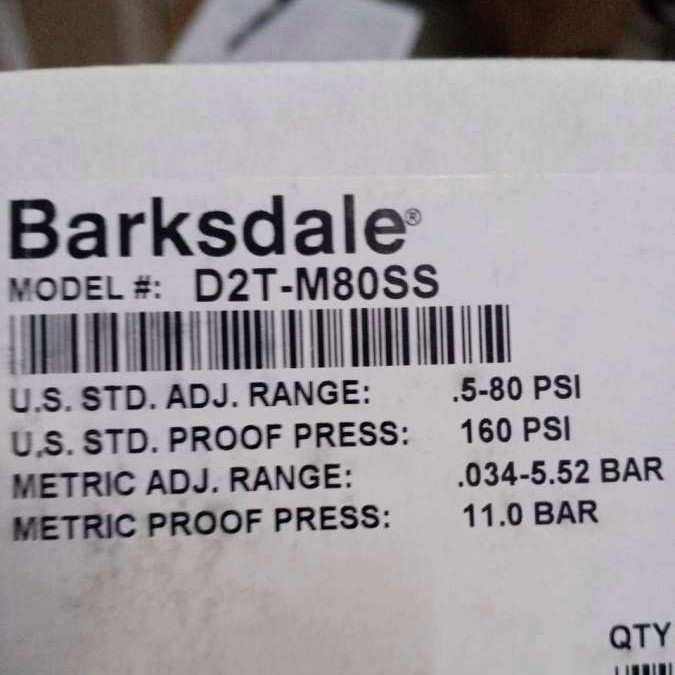 Barksdale®
MODEL #: D2T-M80SS
U.S. STD. ADJ. RANGE: .5-80 PSI
U.S. STD. PROOF PRESS: 160 PSI
METRIC ADJ. RANGE: .034-5.52 BAR
METRIC PROOF PRESS: 11.0 BAR
QTY